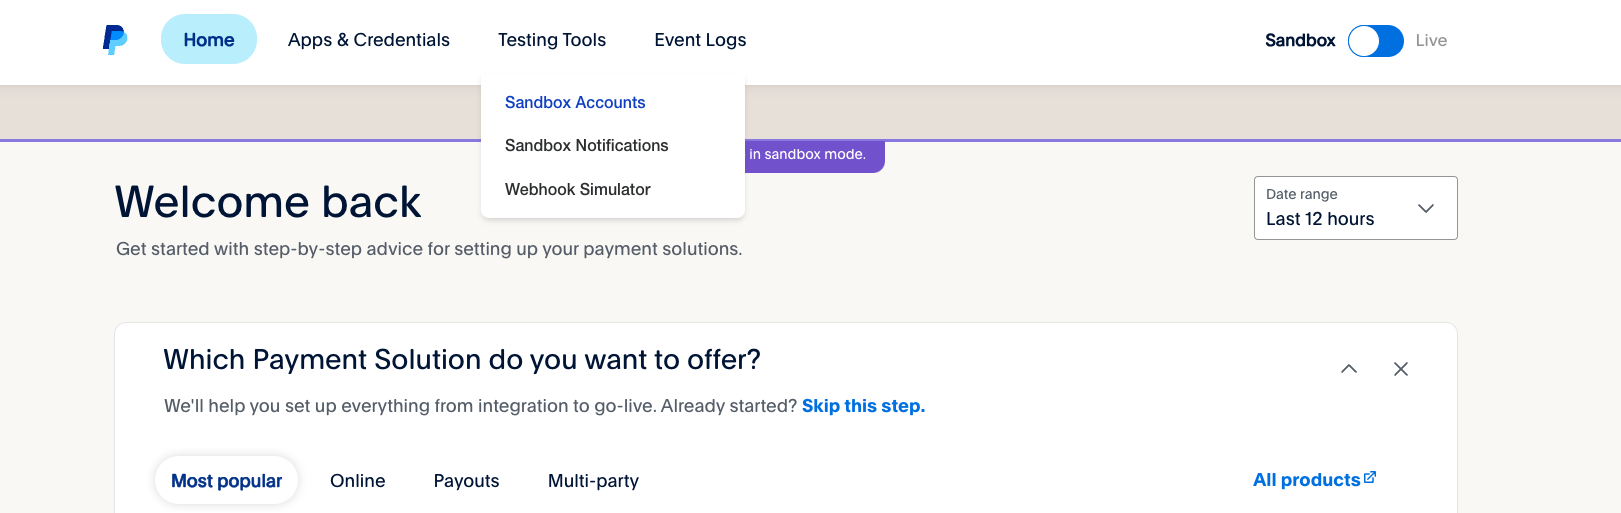 Home
Apps & Credentials
Testing Tools
Event Logs
Sandbox
Live
Sandbox Accounts
Sandbox Notifications
Webhook Simulator
in sandbox mode.
Welcome back
Get started with step-by-step advice for setting up your payment solutions.
Date range
Last 12 hours
Which Payment Solution do you want to offer?
We'll help you set up everything from integration to go-live. Already started? Skip this step.
Most popular
Online
Payouts
Multi-party
All products